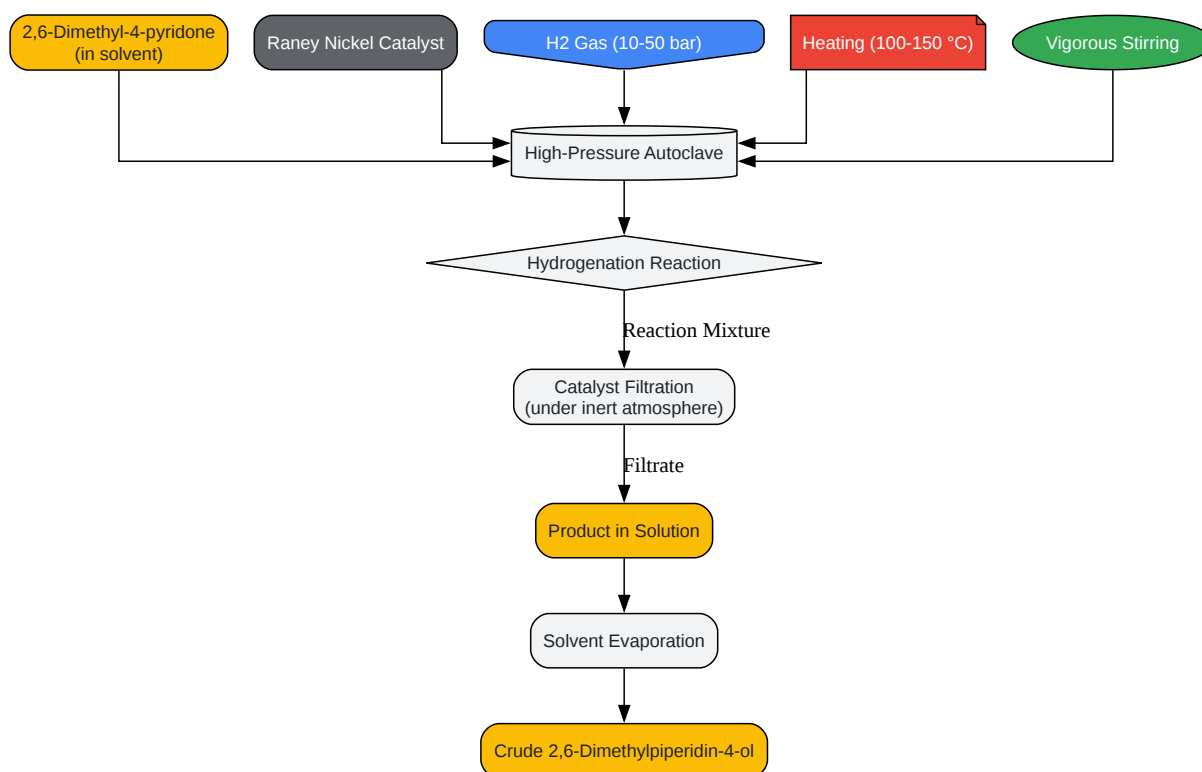 2,6-Dimethyl-4-pyridone
(in solvent)
Raney Nickel Catalyst
H2 Gas (10-50 bar)
Heating (100-150 °C)
Vigorous Stirring
High-Pressure Autoclave
Hydrogenation Reaction
Reaction Mixture
Catalyst Filtration
(under inert atmosphere)
Filtrate
Product in Solution
Solvent Evaporation
Crude 2,6-Dimethylpiperidin-4-ol